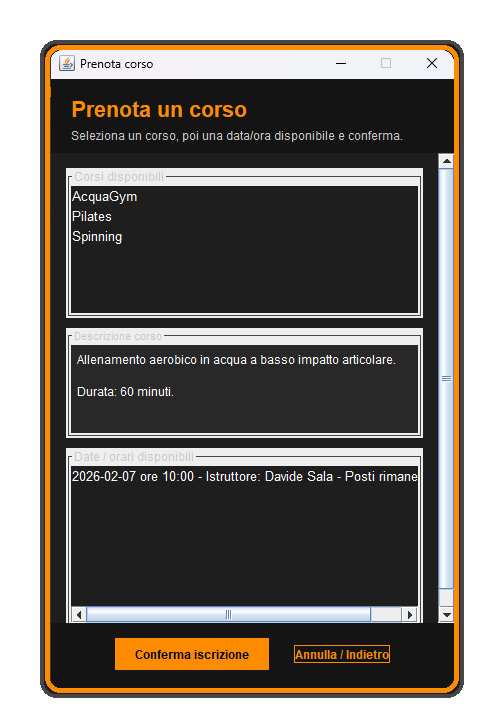 Prenota corso
Prenota un corso
Seleziona un corso, poi una data/ora disponibile e conferma.
Corsi disponibili
AcquaGym
Pilates
Spinning
Descrizione corso
Allenamento aerobico in acqua a basso impatto articolare.
Durata: 60 minuti.
Date / orari disponibili
2026-02-07 ore 10:00 - Istruttore: Davide Sala - Posti rimane
Conferma iscrizione
Annulla / Indietro